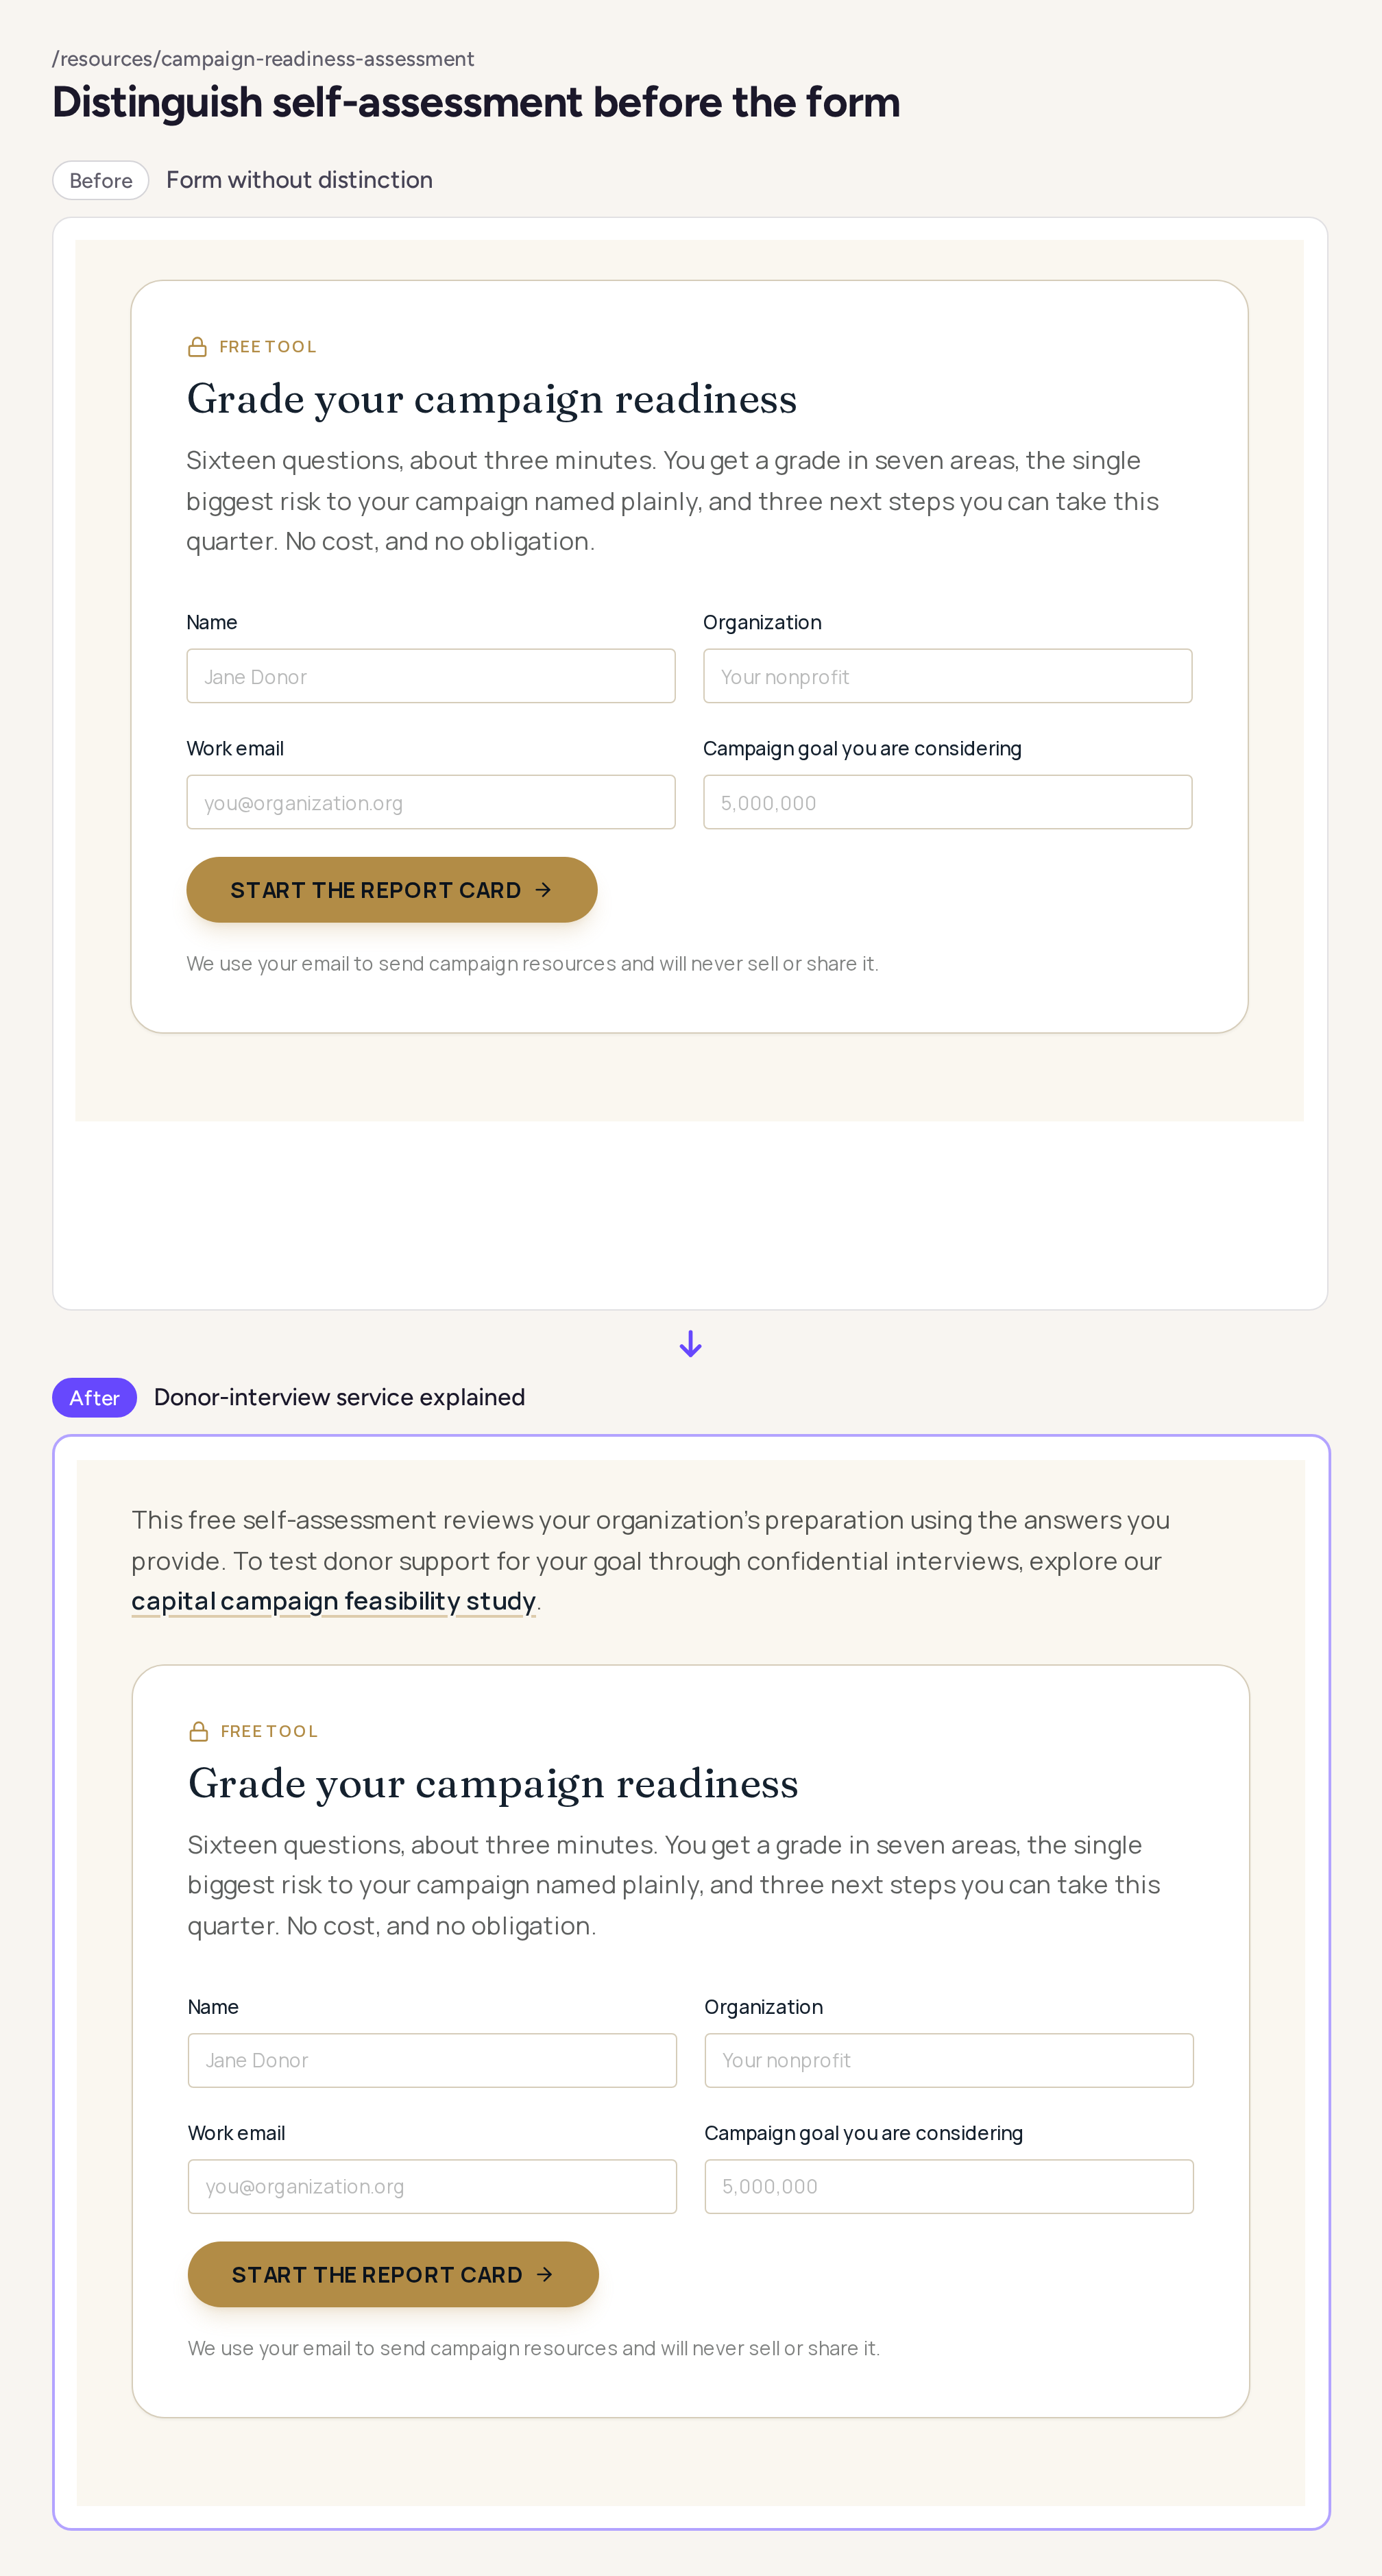 /resources/campaign-readiness-assessment
Distinguish self-assessment before the form
Before Form without distinction
FREE TOOL
Grade your campaign readiness
Sixteen questions, about three minutes. You get a grade in seven areas, the single
biggest risk to your campaign named plainly, and three next steps you can take this
quarter. No cost, and no obligation.
Name Organization
Jane Donor Your nonprofit
Work email Campaign goal you are considering
you@organization.org 5,000,000
START THE REPORT CARD →
We use your email to send campaign resources and will never sell or share it.
After Donor-interview service explained
This free self-assessment reviews your organization’s preparation using the answers you
provide. To test donor support for your goal through confidential interviews, explore our
capital campaign feasibility study.
FREE TOOL
Grade your campaign readiness
Sixteen questions, about three minutes. You get a grade in seven areas, the single
biggest risk to your campaign named plainly, and three next steps you can take this
quarter. No cost, and no obligation.
Name Organization
Jane Donor Your nonprofit
Work email Campaign goal you are considering
you@organization.org 5,000,000
START THE REPORT CARD →
We use your email to send campaign resources and will never sell or share it.